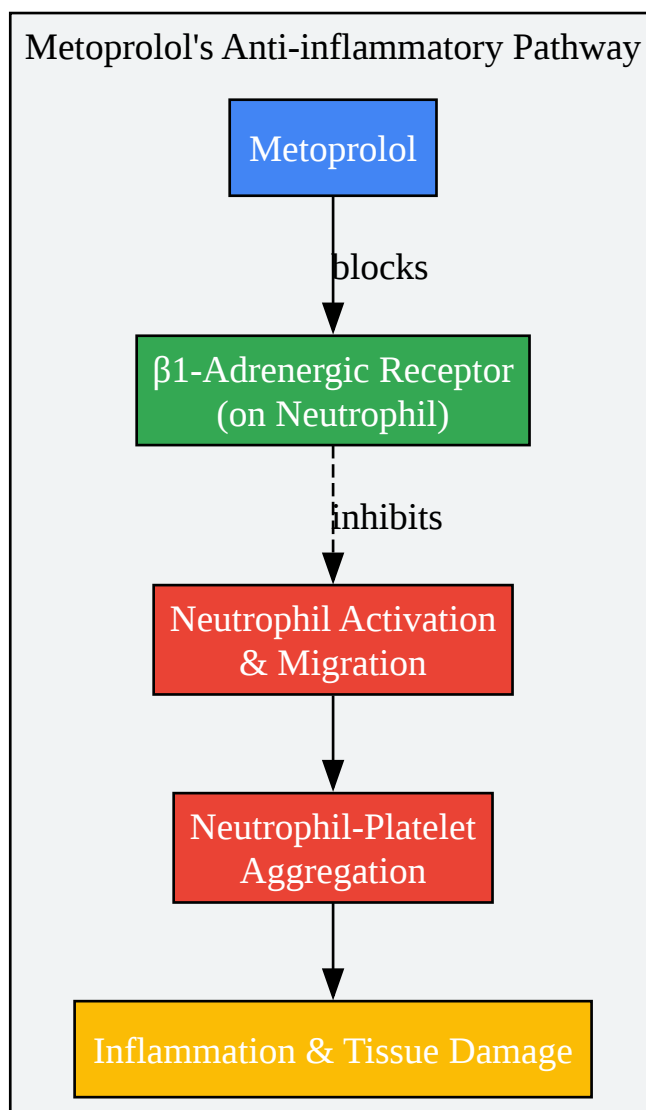 Metoprolol's Anti-inflammatory Pathway
Metoprolol
blocks
β1-Adrenergic Receptor
(on Neutrophil)
inhibits
Neutrophil Activation
& Migration
Neutrophil-Platelet
Aggregation
Inflammation & Tissue Damage